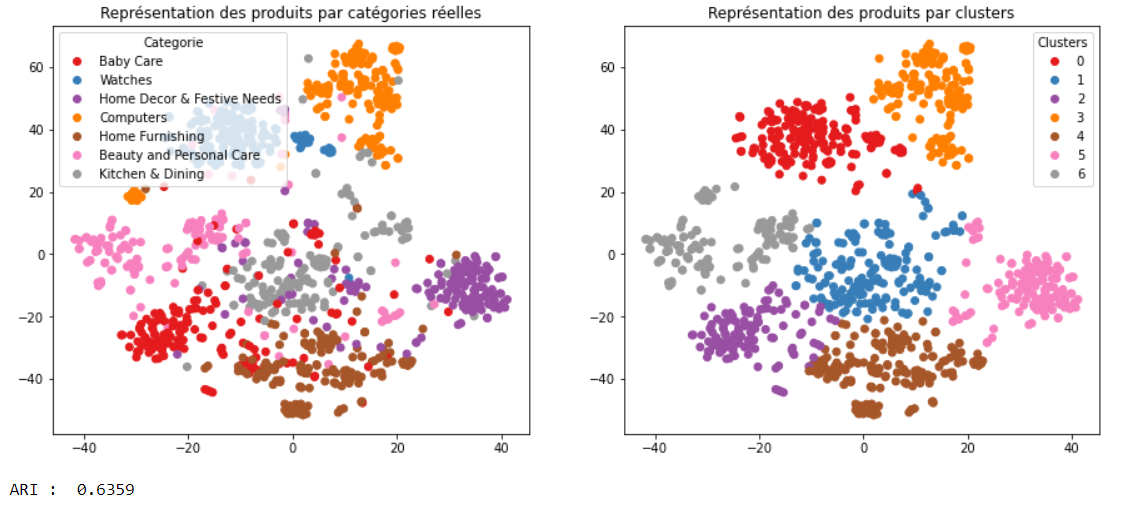 Représentation des produits par catégories réelles
Représentation des produits par clusters
Categorie
Baby Care
Watches
Home Decor & Festive Needs
Computers
Home Furnishing
Beauty and Personal Care
Kitchen & Dining
60
40
20
0
−20
−40
−40
−20
0
20
40
Clusters
0
1
2
3
4
5
6
60
40
20
0
−20
−40
−40
−20
0
20
40
ARI : 0.6359